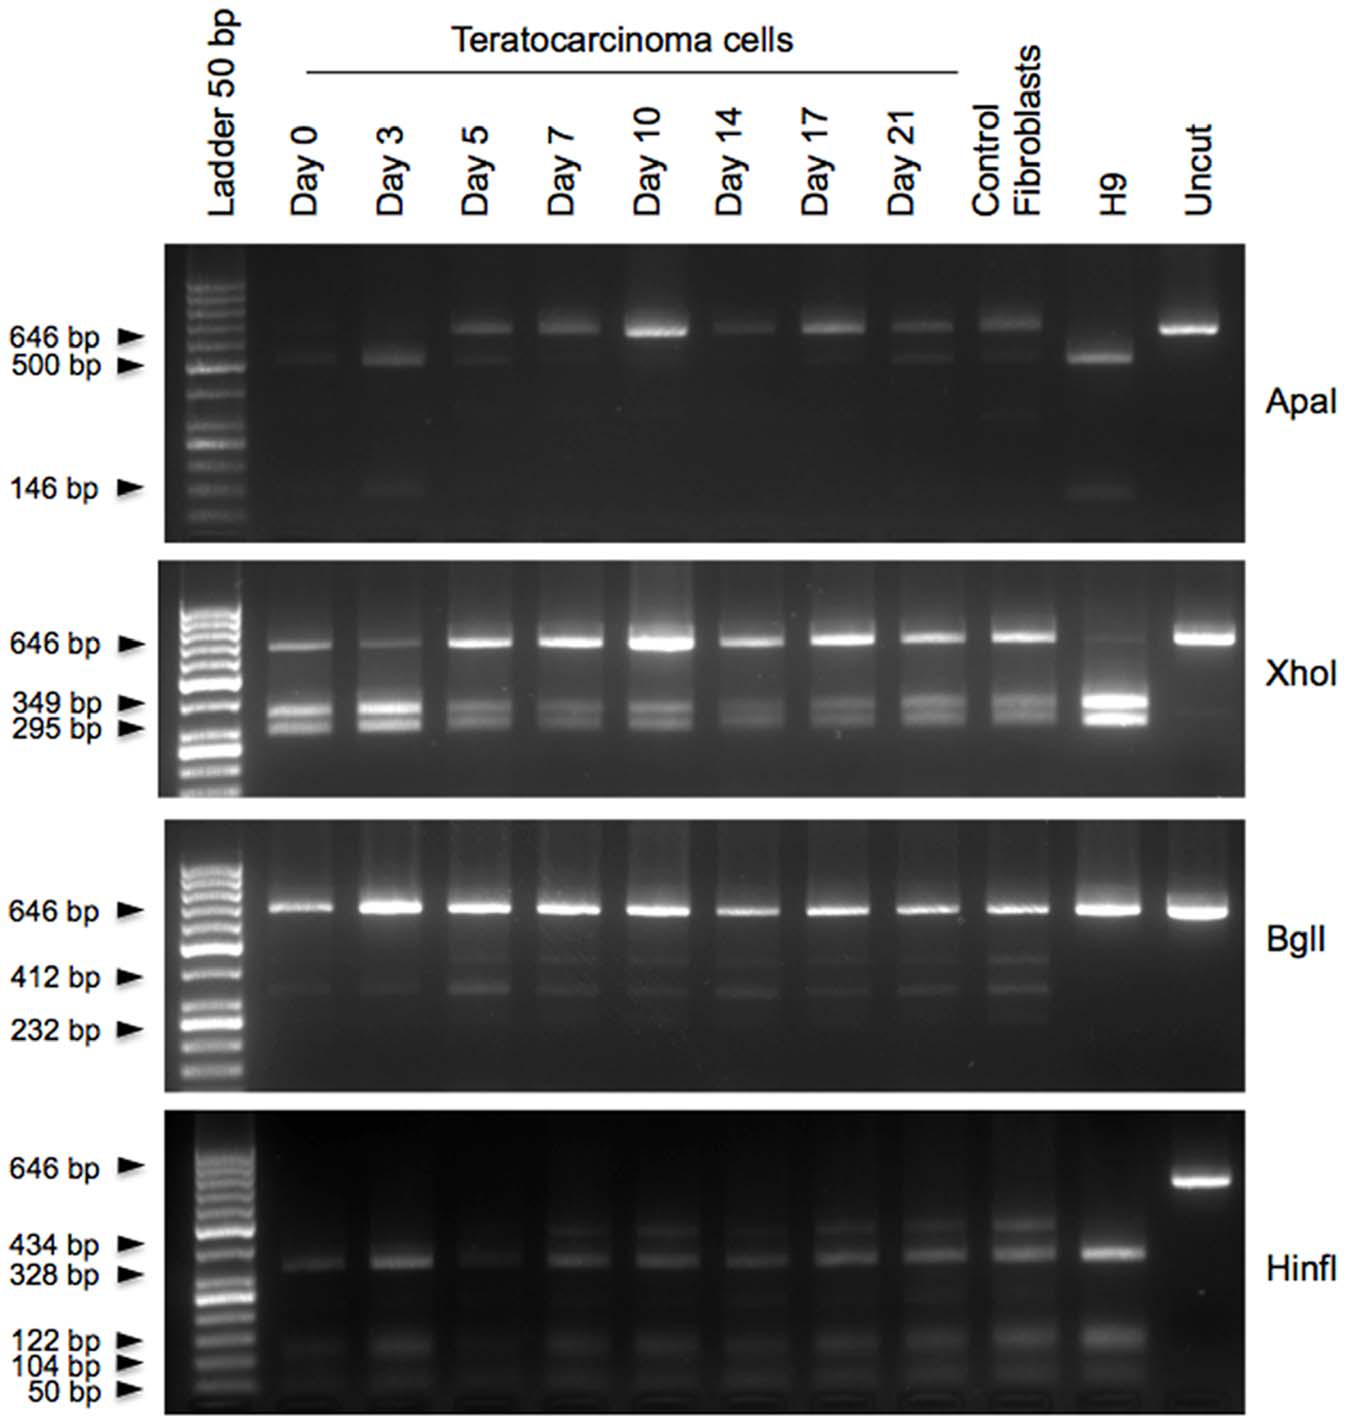 Teratocarcinoma cells
Ladder 50 bp
Day 0
Day 3
Day 5
Day 7
Day 10
Day 14
Day 17
Day 21
Control
Fibroblasts
H9
Uncut
646 bp
500 bp
146 bp
ApaI
646 bp
349 bp
295 bp
XhoI
646 bp
412 bp
232 bp
BglI
646 bp
434 bp
328 bp
122 bp
104 bp
50 bp
HinfI